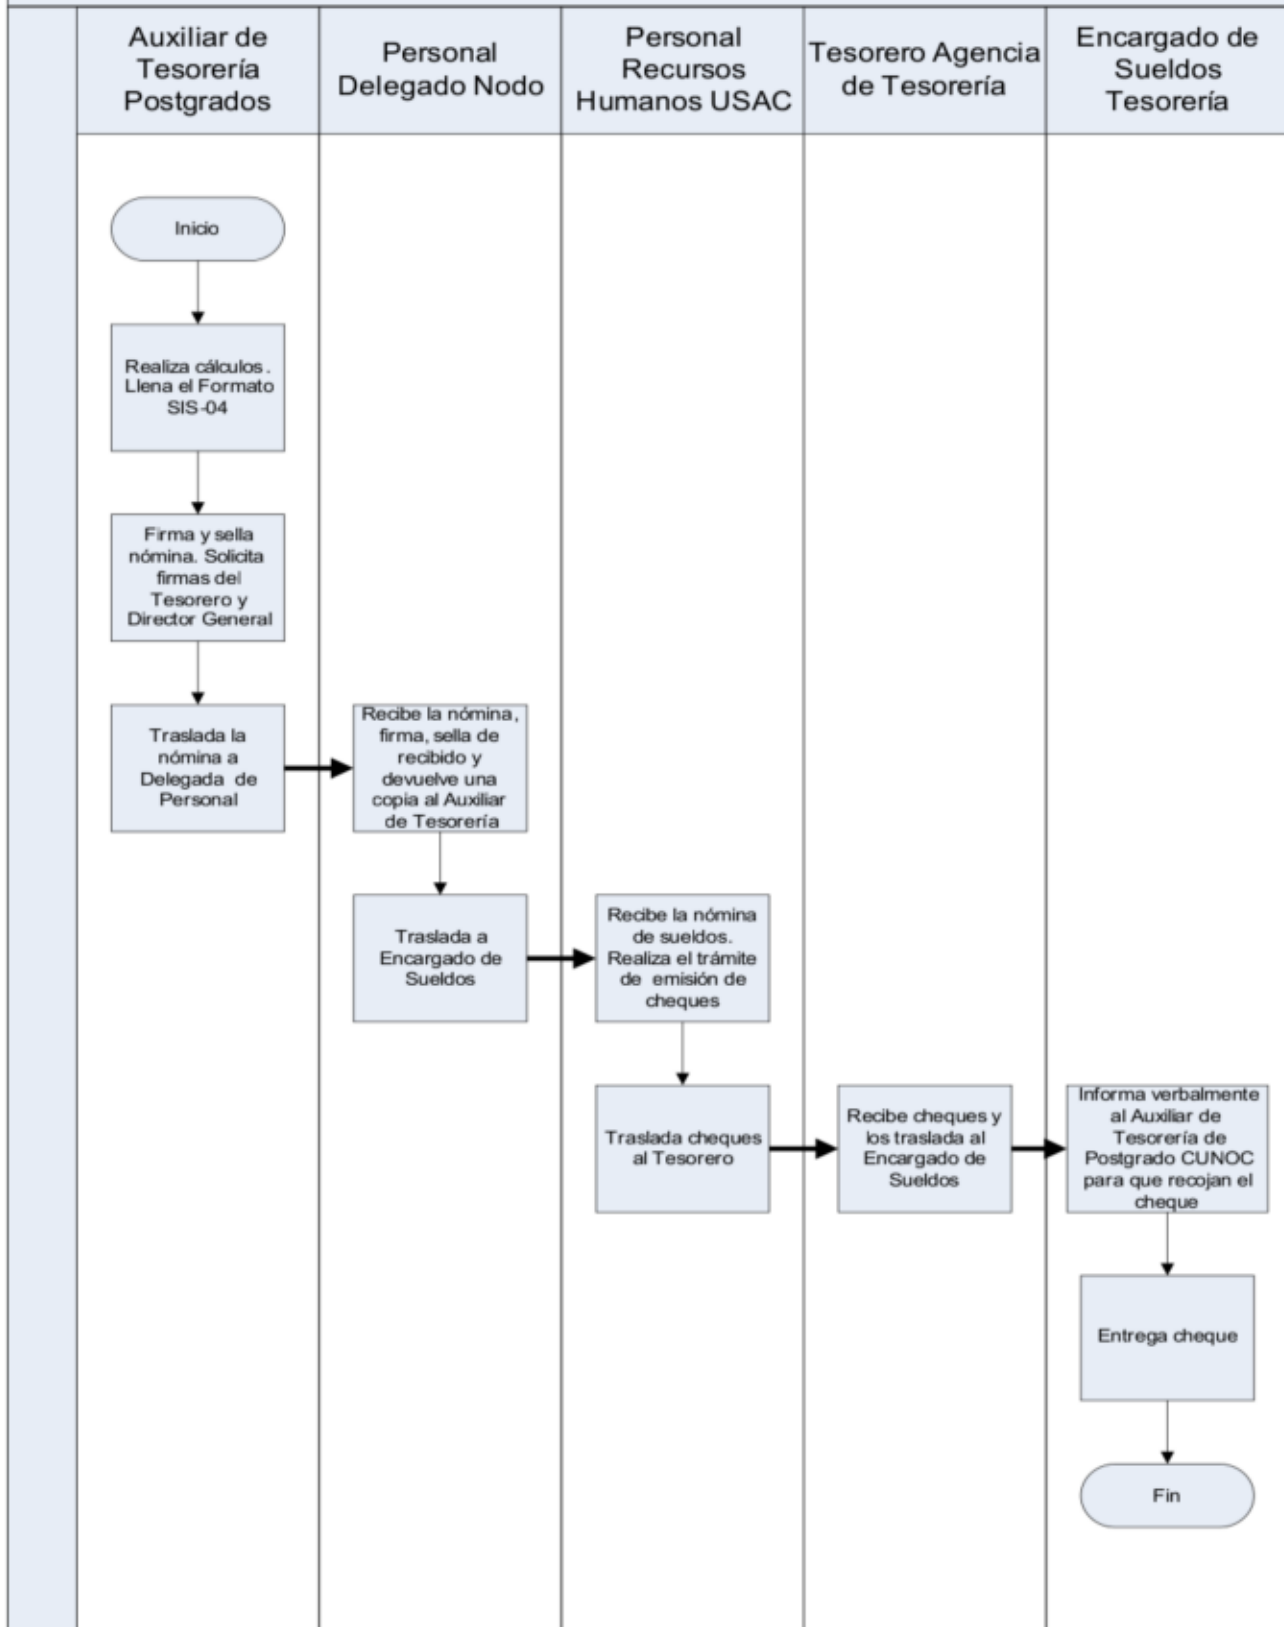 Auxiliar de
Tesorería
Postgrados
Personal
Delegado Nodo
Personal
Recursos
Humanos USAC
Tesorero Agencia
de Tesorería
Encargado de
Sueldos
Tesorería
Inicio
Realiza cálculos.
Llena el Formato
SIS-04
Firma y sella
nómina. Solicita
firmas del
Tesorero y
Director General
Traslada la
nómina a
Delegada de
Personal
Recibe la nómina,
firma, sella de
recibido y
devuelve una
copia al Auxiliar
de Tesorería
Traslada a
Encargado de
Sueldos
Recibe la nómina
de sueldos.
Realiza el trámite
de emisión de
cheques
Traslada cheques
al Tesorero
Recibe cheques y
los traslada al
Encargado de
Sueldos
Informa verbalmente
al Auxiliar de
Tesorería de
Postgrado CUNOC
para que recojan el
cheque
Entrega cheque
Fin